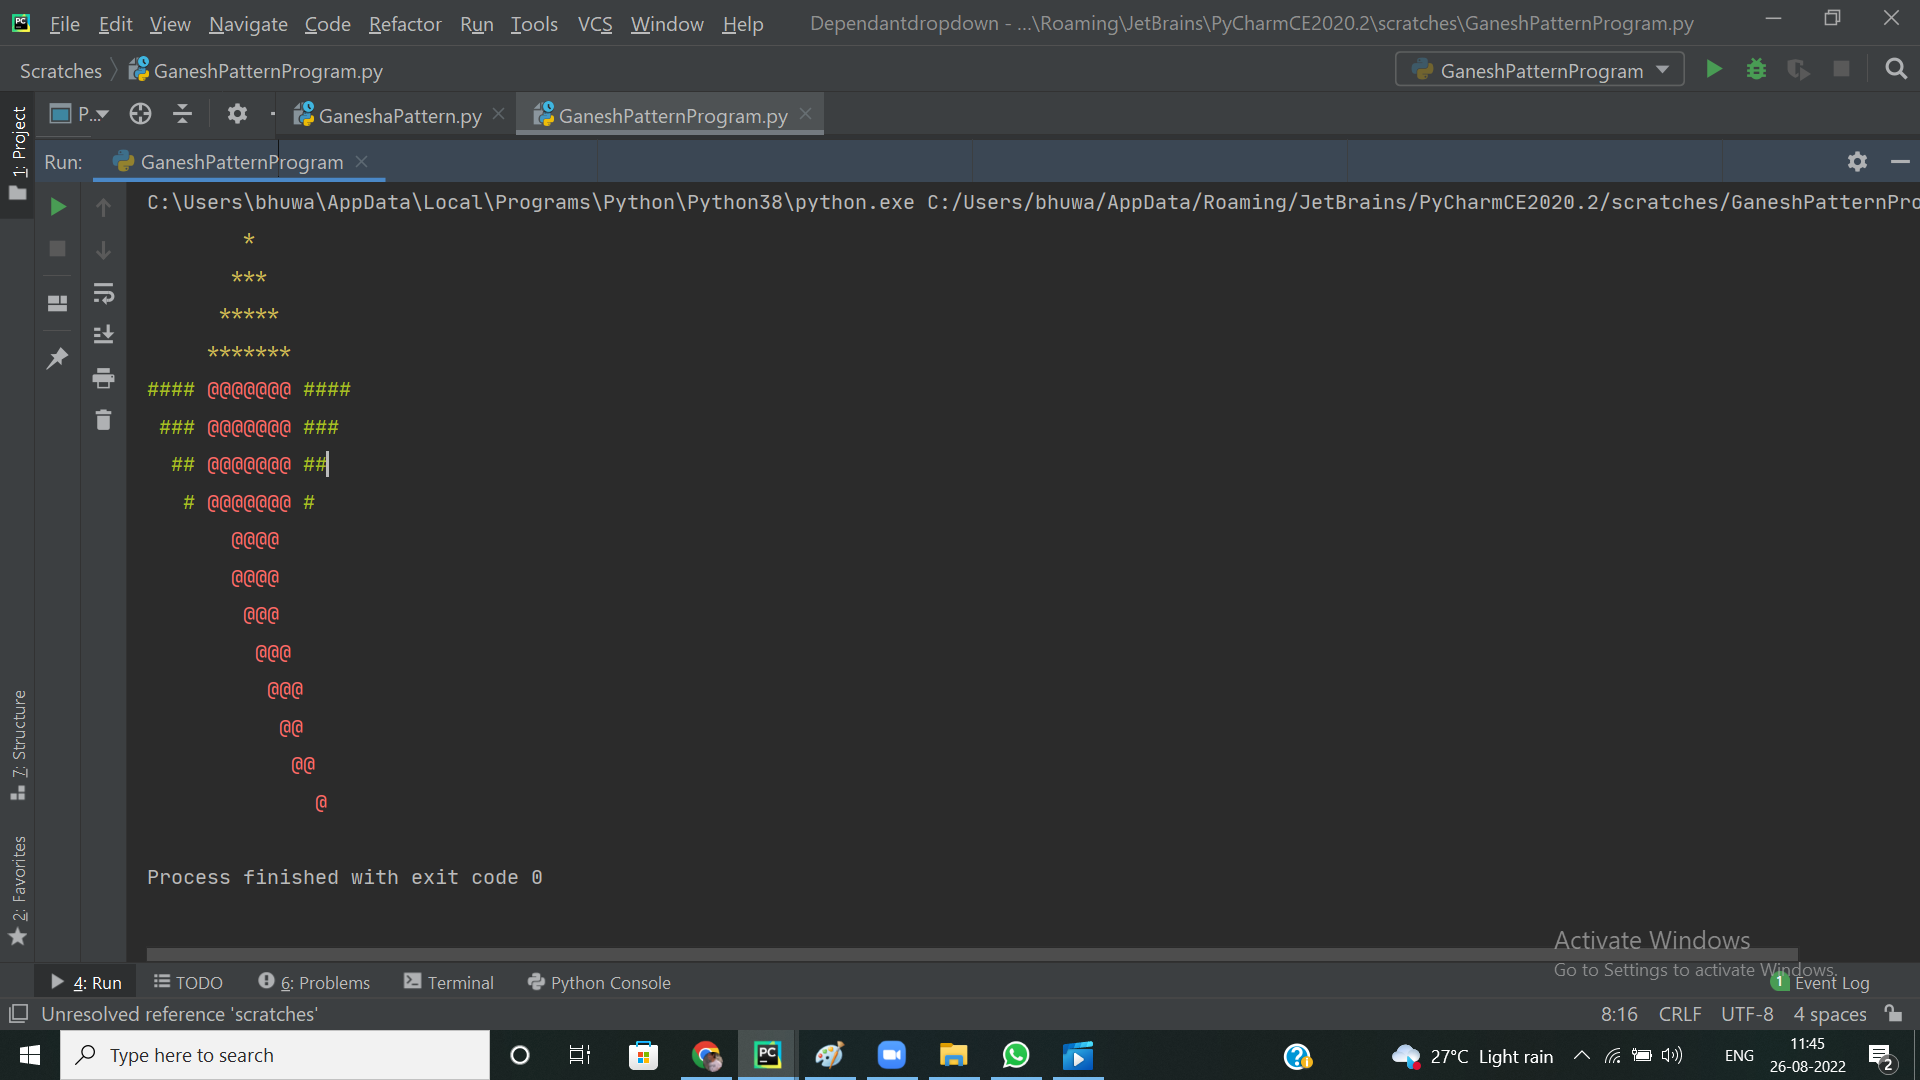 File Edit View Navigate Code Refactor Run Tools VCS Window Help Dependantdropdown - ...\Roaming\JetBrains\PyCharmCE2020.2\scratches\GaneshPatternProgram.py
Scratches GaneshPatternProgram.py GaneshPatternProgram
P... GaneshaPattern.py GaneshPatternProgram.py
1: Project
Run: GaneshPatternProgram
C:\Users\bhuwa\AppData\Local\Programs\Python\Python38\python.exe C:/Users/bhuwa/AppData/Roaming/JetBrains/PyCharmCE2020.2/scratches/GaneshPatternPro
        *
       ***
      *****
     *******
#### @@@@@@@ ####
 ### @@@@@@@ ###
  ## @@@@@@@ ##
   # @@@@@@@ #
       @@@@
       @@@@
        @@@
         @@@
          @@@
           @@
            @@
              @
Process finished with exit code 0
7: Structure
2: Favorites
Activate Windows
Go to Settings to activate Windows.
4: Run TODO 6: Problems Terminal Python Console 1 Event Log
Unresolved reference 'scratches' 8:16 CRLF UTF-8 4 spaces
Type here to search PC 27°C Light rain ENG 11:45
26-08-2022 2